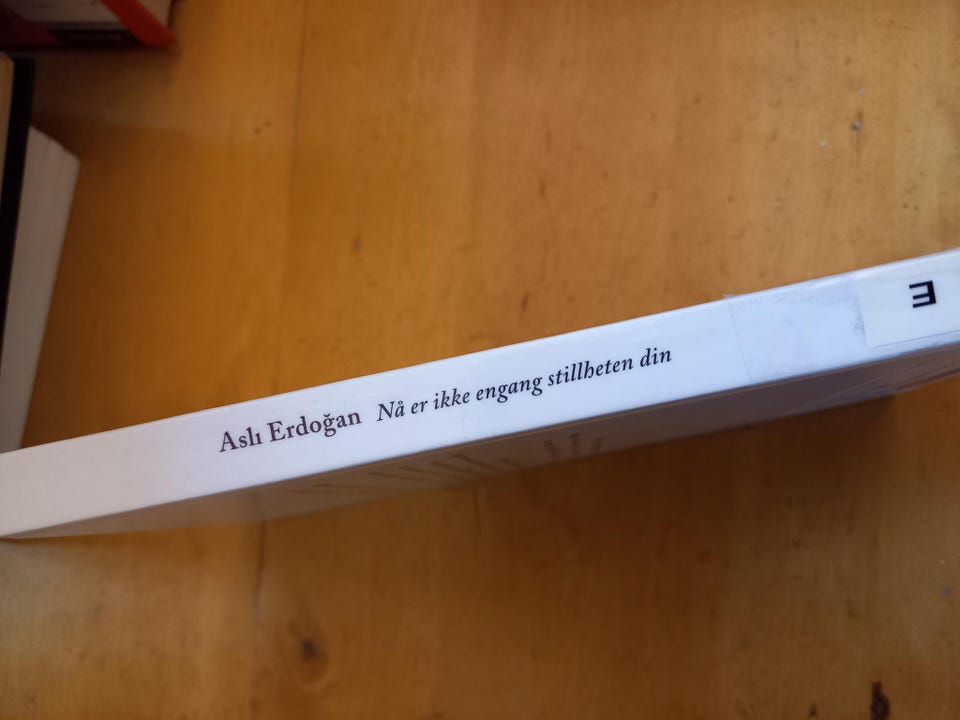 Aslı Erdoğan Nå er ikke engang stillheten din
E